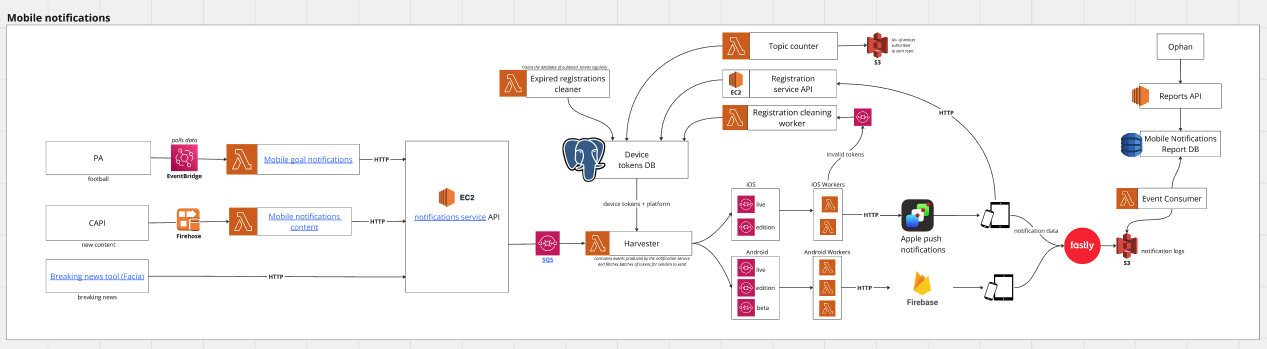 Mobile notifications
PA
football
polls data
EventBridge
Mobile goal notifications
HTTP
CAPI
new content
Firehose
Mobile notifications
content
HTTP
Breaking news tool (Facia)
breaking news
HTTP
EC2
notifications service API
SQS
Cleans the database of outdated tokens regularly
Expired registrations
cleaner
Topic counter
S3
No. of devices
subscribed
to each topic
EC2
Registration
service API
Registration cleaning
worker
HTTP
invalid tokens
Device
tokens DB
device tokens + platform
Harvester
consumes events produced by the notification service
and fetches batches of tokens for senders to send
iOS
live
edition
iOS Workers
HTTP
Apple push
notifications
Android
live
edition
beta
Android Workers
HTTP
Firebase
notification data
fastly
S3
notification logs
Event Consumer
Mobile Notifications
Report DB
Reports API
Ophan